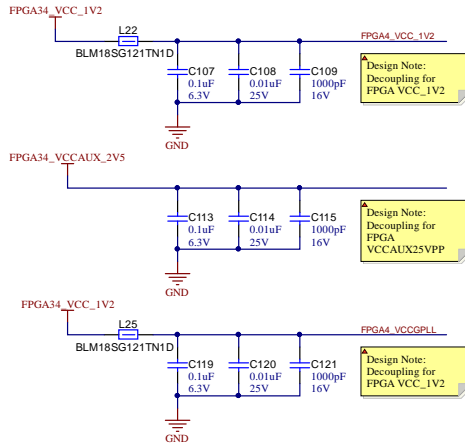 FPGA34_VCC_1V2
L22
BLM18SG121TN1D
FPGA4_VCC_1V2
C107
0.1uF
6.3V
C108
0.01uF
25V
C109
1000pF
16V
Design Note:
Decoupling for
FPGA VCC_1V2
GND
FPGA34_VCCAUX_2V5
C113
0.1uF
6.3V
C114
0.01uF
25V
C115
1000pF
16V
Design Note:
Decoupling for
FPGA
VCCAUX25VPP
GND
FPGA34_VCC_1V2
L25
BLM18SG121TN1D
FPGA4_VCCGPLL
C119
0.1uF
6.3V
C120
0.01uF
25V
C121
1000pF
16V
Design Note:
Decoupling for
FPGA VCC_1V2
GND